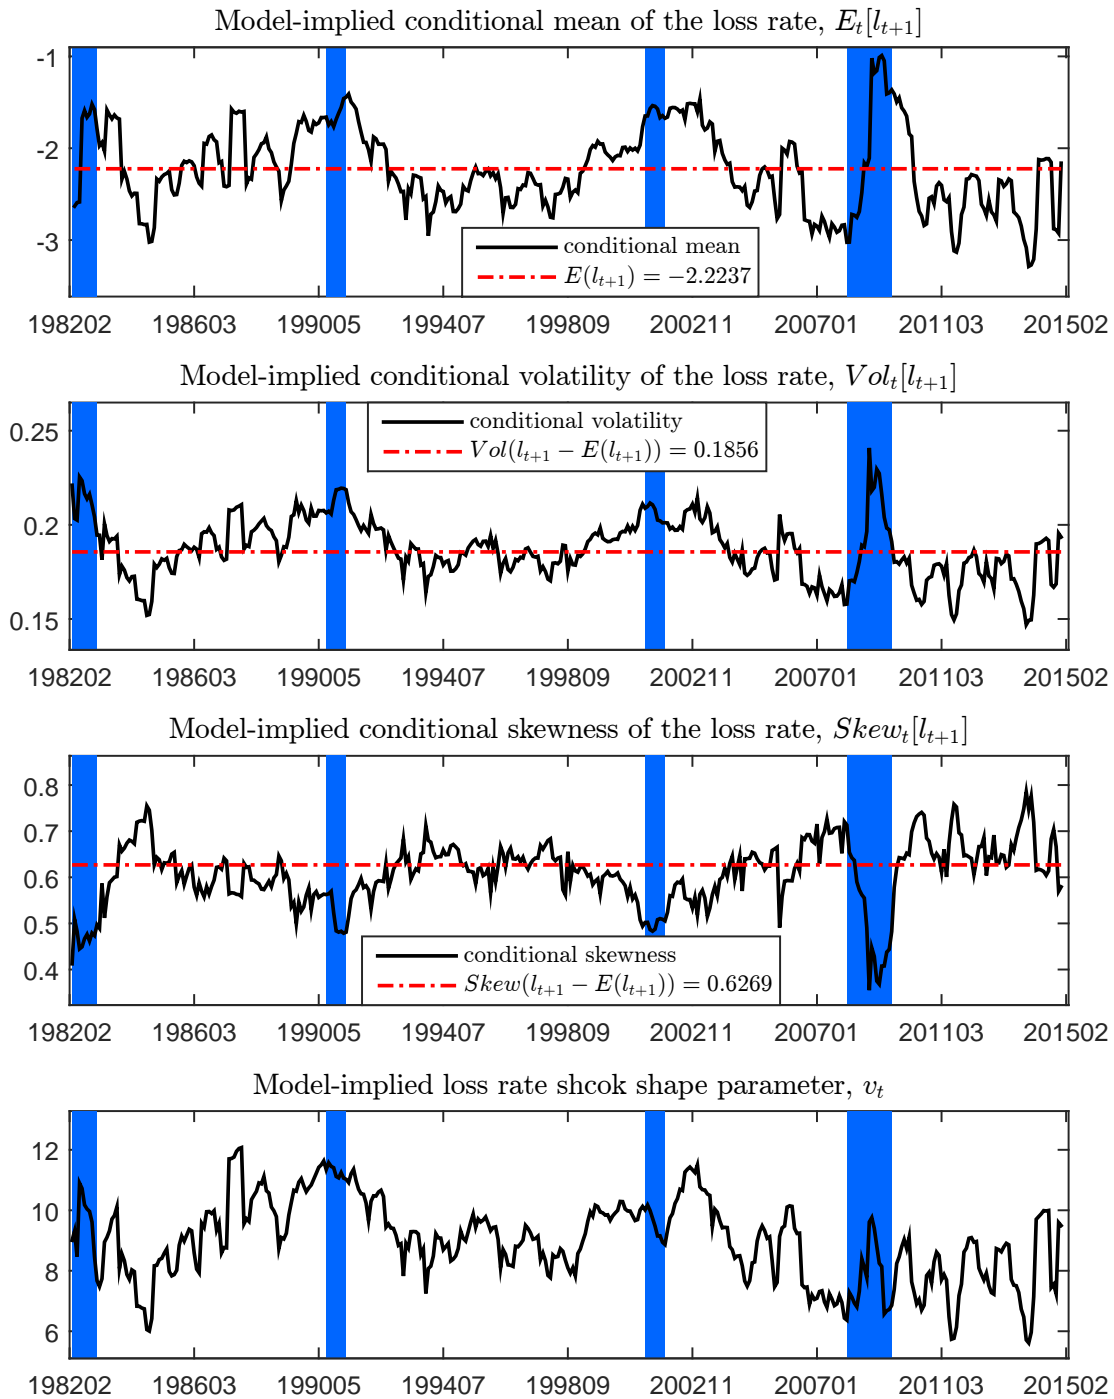 Model-implied conditional mean of the loss rate, E_t[l_{t+1}]
-1
-2
-3
conditional mean
E(l_{t+1}) = −2.2237
198202 198603 199005 199407 199809 200211 200701 201103 201502
Model-implied conditional volatility of the loss rate, Vol_t[l_{t+1}]
0.25
0.2
0.15
conditional volatility
Vol(l_{t+1} − E(l_{t+1})) = 0.1856
198202 198603 199005 199407 199809 200211 200701 201103 201502
Model-implied conditional skewness of the loss rate, Skew_t[l_{t+1}]
0.8
0.7
0.6
0.5
0.4
conditional skewness
Skew(l_{t+1} − E(l_{t+1})) = 0.6269
198202 198603 199005 199407 199809 200211 200701 201103 201502
Model-implied loss rate shcok shape parameter, v_t
12
10
8
6
198202 198603 199005 199407 199809 200211 200701 201103 201502